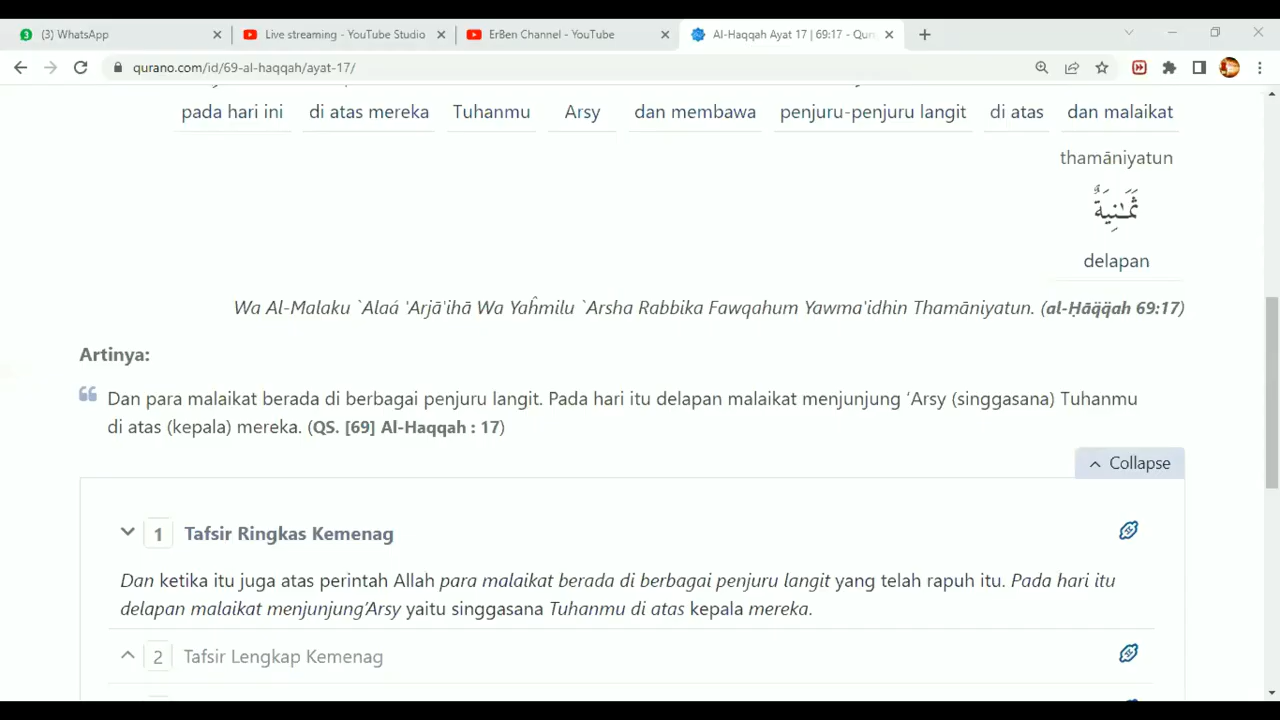 (3) WhatsApp
Live streaming - YouTube Studio
ErBen Channel - YouTube
Al-Haqqah Ayat 17 | 69:17 - Qur
qurano.com/id/69-al-haqqah/ayat-17/
pada hari ini di atas mereka Tuhanmu Arsy dan membawa penjuru-penjuru langit di atas dan malaikat
thamāniyatun
ثَمَـٰنِيَةٌ
delapan
Wa Al-Malaku `Alaá 'Arjā'ihā Wa Yaĥmilu `Arsha Rabbika Fawqahum Yawma'idhin Thamāniyatun. (al-Ḥāq̈q̈ah 69:17)
Artinya:
Dan para malaikat berada di berbagai penjuru langit. Pada hari itu delapan malaikat menjunjung ‘Arsy (singgasana) Tuhanmu
di atas (kepala) mereka. (QS. [69] Al-Haqqah : 17)
Collapse
1 Tafsir Ringkas Kemenag
Dan ketika itu juga atas perintah Allah para malaikat berada di berbagai penjuru langit yang telah rapuh itu. Pada hari itu
delapan malaikat menjunjung’Arsy yaitu singgasana Tuhanmu di atas kepala mereka.
2 Tafsir Lengkap Kemenag